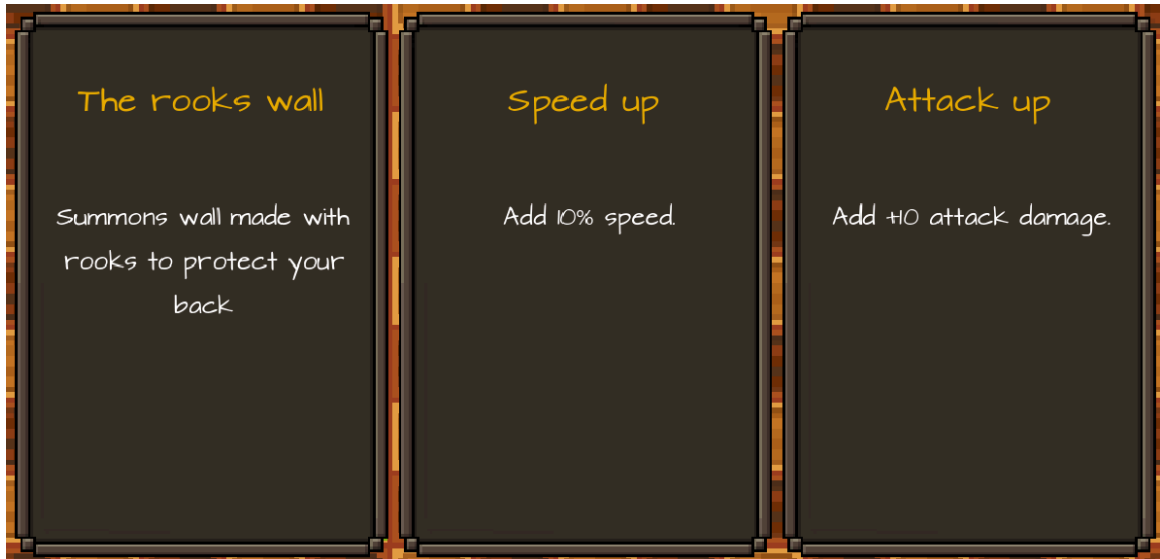 The rooks wall
Summons wall made with
rooks to protect your
back
Speed up
Add 10% speed.
Attack up
Add +10 attack damage.